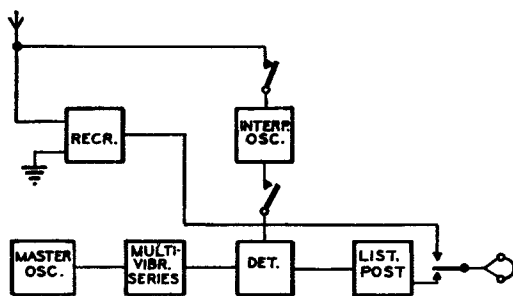 RECR.
INTERP.
OSC.
MASTER
OSC.
MULTI-
VIBR.
SERIES
DET.
LIST.
POST